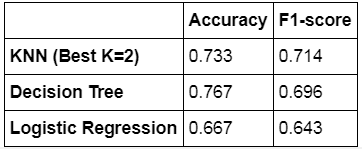 Accuracy F1-score
KNN (Best K=2) 0.733 0.714
Decision Tree 0.767 0.696
Logistic Regression 0.667 0.643